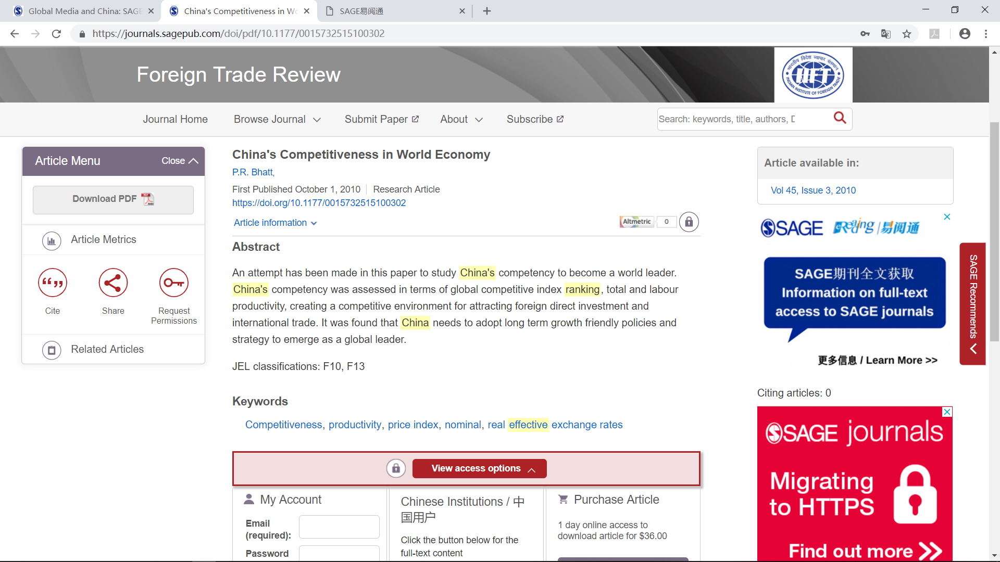 Global Media and China: SAGE
China's Competitiveness in Wo
SAGE易阅通
https://journals.sagepub.com/doi/pdf/10.1177/0015732515100302
Foreign Trade Review
भारतीय विदेश व्यापार संस्थान
IIFT
INDIAN INSTITUTE OF FOREIGN TRADE
Journal Home
Browse Journal
Submit Paper
About
Subscribe
Search: keywords, title, authors, D
Article Menu
Close
Download PDF
Article Metrics
Cite
Share
Request
Permissions
Related Articles
China's Competitiveness in World Economy
P.R. Bhatt,
First Published October 1, 2010
Research Article
https://doi.org/10.1177/0015732515100302
Article information
Altmetric
0
Abstract
An attempt has been made in this paper to study China's competency to become a world leader.
China's competency was assessed in terms of global competitive index ranking, total and labour
productivity, creating a competitive environment for attracting foreign direct investment and
international trade. It was found that China needs to adopt long term growth friendly policies and
strategy to emerge as a global leader.
JEL classifications: F10, F13
Keywords
Competitiveness, productivity, price index, nominal, real effective exchange rates
View access options
My Account
Email
(required):
Password
Chinese Institutions / 中
国用户
Click the button below for the
full-text content
Purchase Article
1 day online access to
download article for $36.00
Article available in:
Vol 45, Issue 3, 2010
SAGE
eReading | 易阅通
SAGE期刊全文获取
Information on full-text
access to SAGE journals
更多信息 / Learn More >>
SAGE Recommends
Citing articles: 0
SAGE journals
Migrating
to HTTPS
Find out more >>